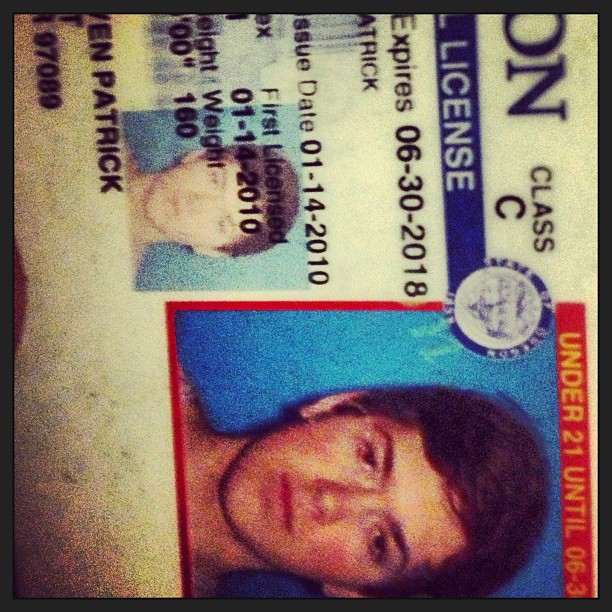 ON
CLASS
C
LICENSE
Expires 06-30-2018
ATRICK
ssue Date 01-14-2010
First Licensed
01-14-2010
ex
eight Weight
'00" 160
VEN PATRICK
97089
UNDER 21 UNTIL 06-3